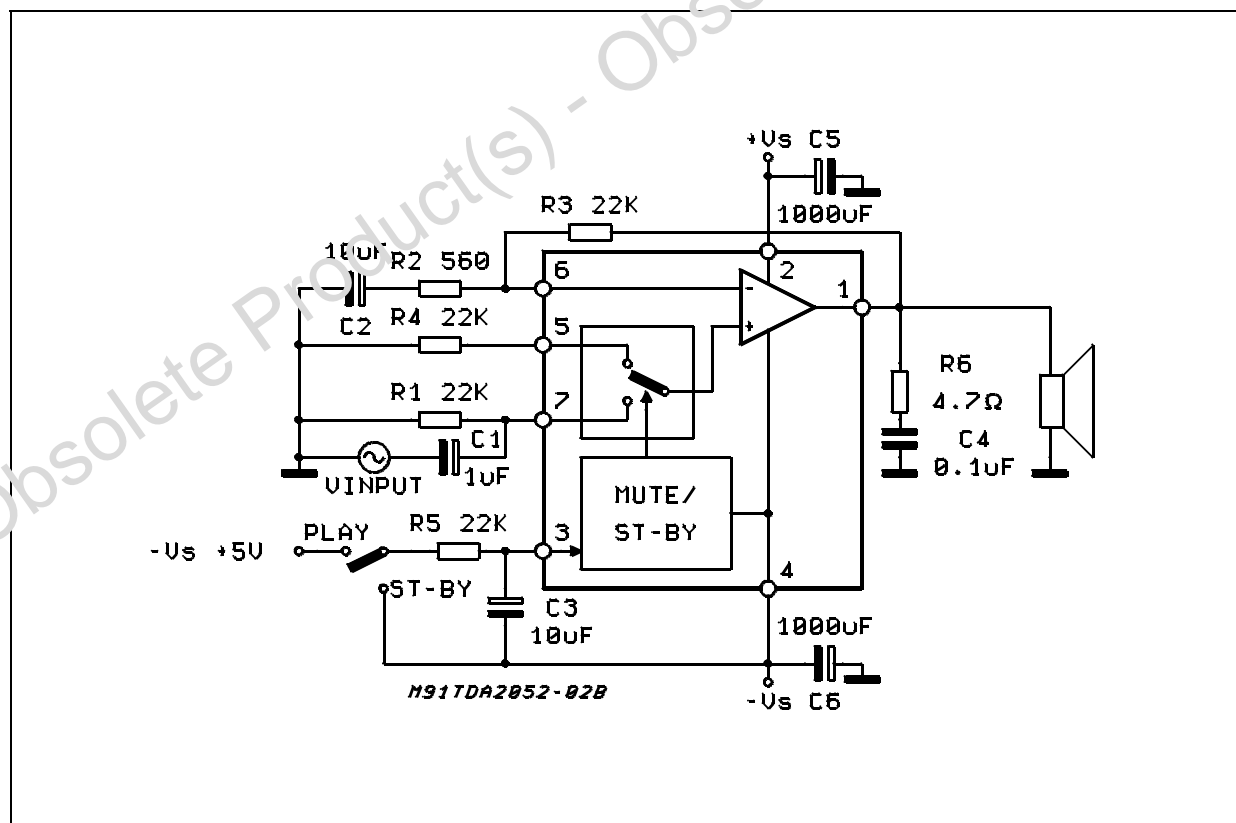 Obsolete Product(s) - Obso
+Vs C5
1000uF
R3 22K
10uF
R2 560
C2
R4 22K
R1 22K
C1
1uF
VINPUT
6
5
7
2
1
3
4
MUTE/
ST-BY
R6
4.7Ω
C4
0.1uF
PLAY
R5 22K
-Vs +5V
ST-BY
C3
10uF
1000uF
-Vs C6
M91TDA2052-02B